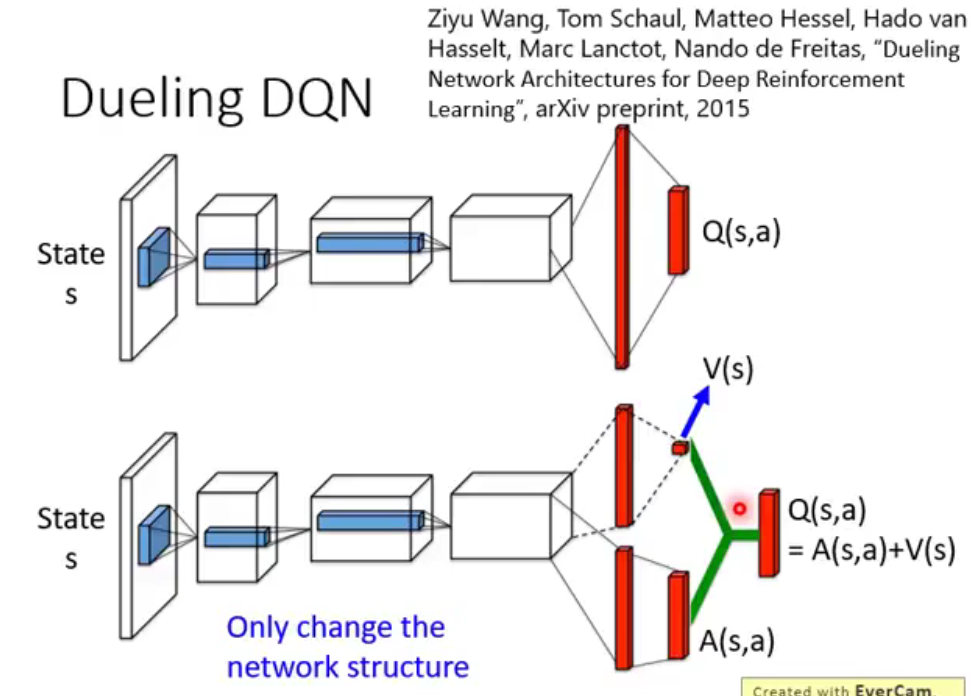 Ziyu Wang, Tom Schaul, Matteo Hessel, Hado van
Hasselt, Marc Lanctot, Nando de Freitas, “Dueling
Network Architectures for Deep Reinforcement
Learning”, arXiv preprint, 2015
Dueling DQN
State
s
Q(s,a)
V(s)
State
s
Q(s,a)
= A(s,a)+V(s)
A(s,a)
Only change the
network structure
Created with EverCam.